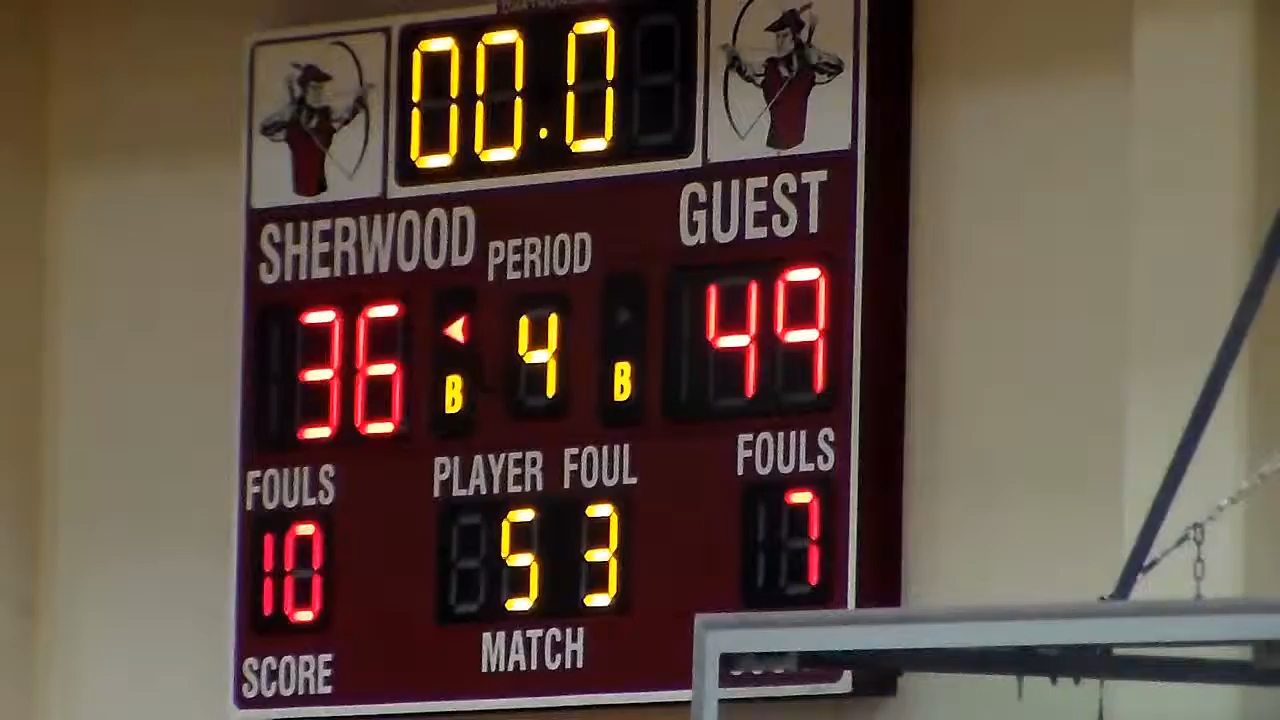 00.0
SHERWOOD PERIOD GUEST
36 B 4 B 49
FOULS PLAYER FOUL FOULS
10 5 3 7
SCORE MATCH